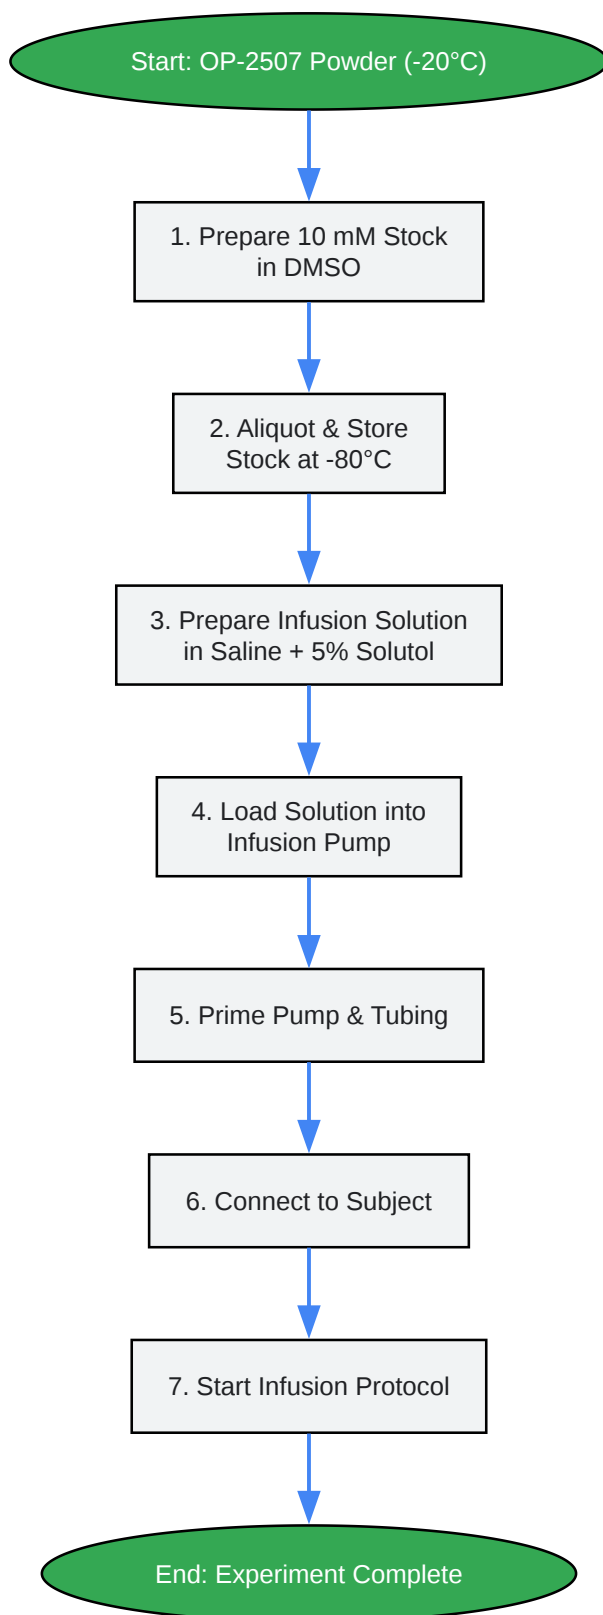 Start: OP-2507 Powder (-20°C)
1. Prepare 10 mM Stock
in DMSO
2. Aliquot & Store
Stock at -80°C
3. Prepare Infusion Solution
in Saline + 5% Solutol
4. Load Solution into
Infusion Pump
5. Prime Pump & Tubing
6. Connect to Subject
7. Start Infusion Protocol
End: Experiment Complete